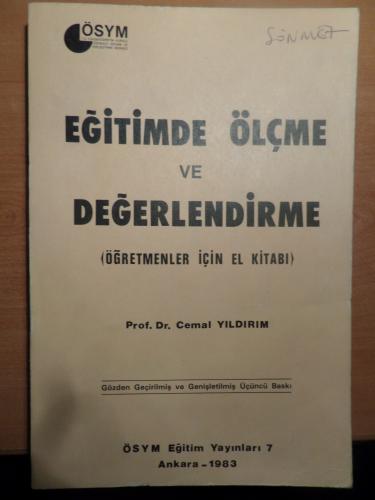 ÖSYM
SÖNMEZ
EĞİTİMDE ÖLÇME
VE
DEĞERLENDİRME
(ÖĞRETMENLER İÇİN EL KİTABI)
Prof. Dr. Cemal YILDIRIM
Gözden Geçirilmiş ve Genişletilmiş Üçüncü Baskı
ÖSYM Eğitim Yayınları 7
Ankara-1983